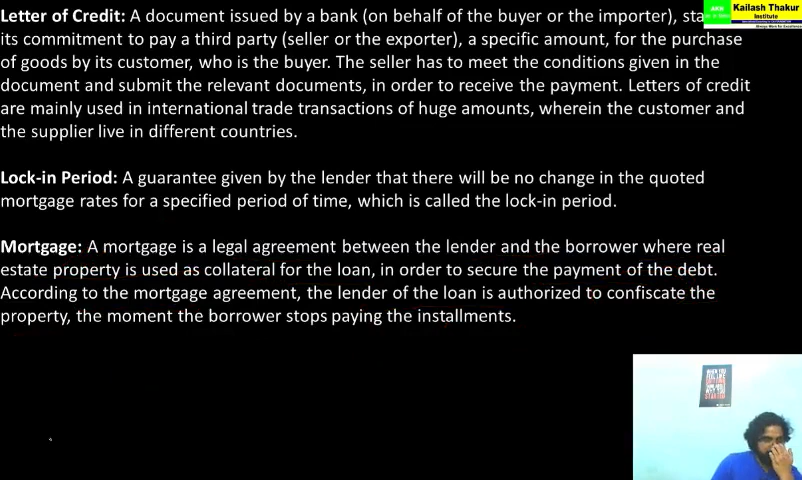 Letter of Credit: A document issued by a bank (on behalf of the buyer or the importer),
its commitment to pay a third party (seller or the exporter), a specific amount, for the purchase
of goods by its customer, who is the buyer. The seller has to meet the conditions given in the
document and submit the relevant documents, in order to receive the payment. Letters of credit
are mainly used in international trade transactions of huge amounts, wherein the customer and
the supplier live in different countries.
Lock-in Period: A guarantee given by the lender that there will be no change in the quoted
mortgage rates for a specified period of time, which is called the lock-in period.
Mortgage: A mortgage is a legal agreement between the lender and the borrower where real
estate property is used as collateral for the loan, in order to secure the payment of the debt.
According to the mortgage agreement, the lender of the loan is authorized to confiscate the
property, the moment the borrower stops paying the installments.
Kailash Thakur
Institute